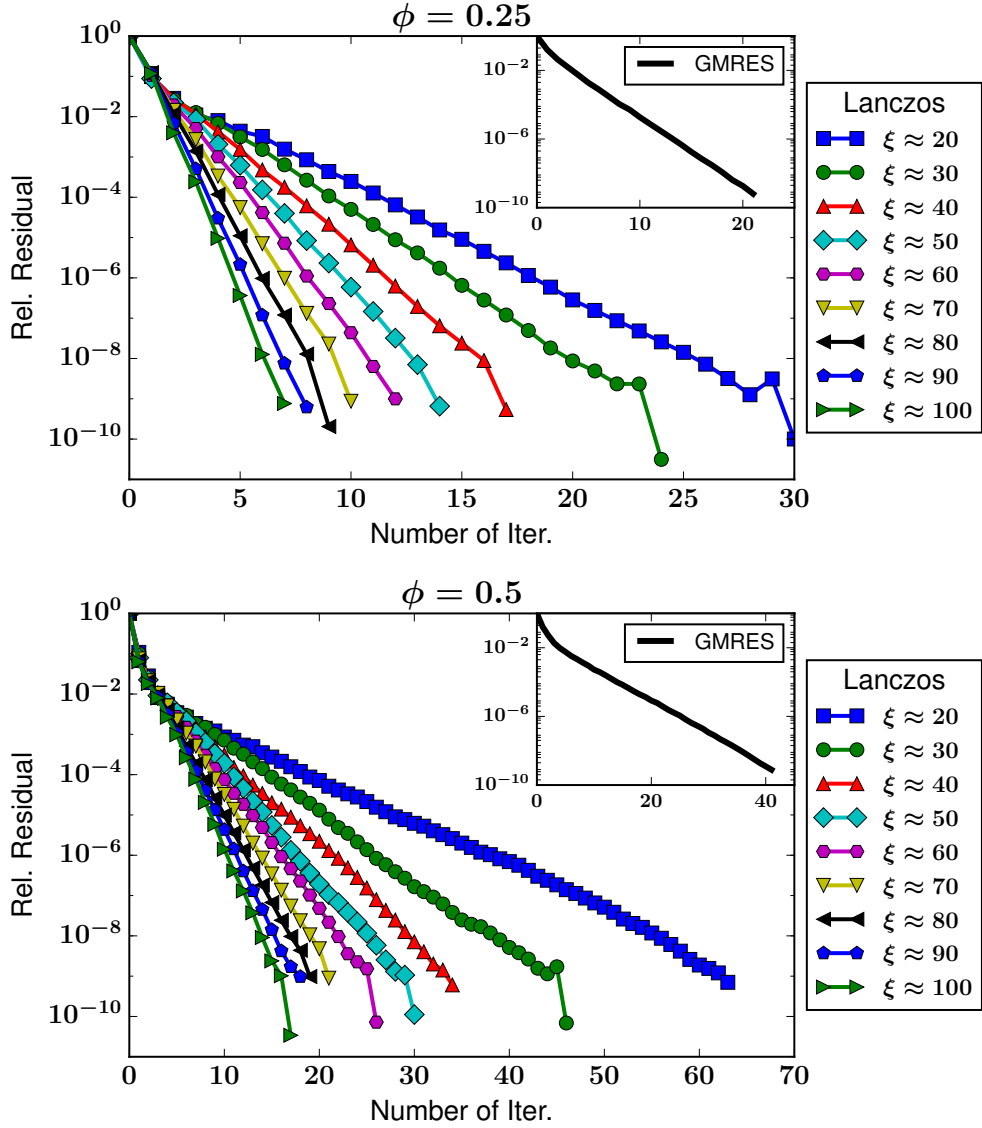 ϕ = 0.25
10⁰
10⁻²
10⁻⁴
10⁻⁶
10⁻⁸
10⁻¹⁰
Rel. Residual
0 5 10 15 20 25 30
Number of Iter.
GMRES
10⁻²
10⁻⁶
10⁻¹⁰
0 10 20
Lanczos
ξ ≈ 20
ξ ≈ 30
ξ ≈ 40
ξ ≈ 50
ξ ≈ 60
ξ ≈ 70
ξ ≈ 80
ξ ≈ 90
ξ ≈ 100
ϕ = 0.5
10⁰
10⁻²
10⁻⁴
10⁻⁶
10⁻⁸
10⁻¹⁰
Rel. Residual
0 10 20 30 40 50 60 70
Number of Iter.
GMRES
10⁻²
10⁻⁶
10⁻¹⁰
0 20 40
Lanczos
ξ ≈ 20
ξ ≈ 30
ξ ≈ 40
ξ ≈ 50
ξ ≈ 60
ξ ≈ 70
ξ ≈ 80
ξ ≈ 90
ξ ≈ 100